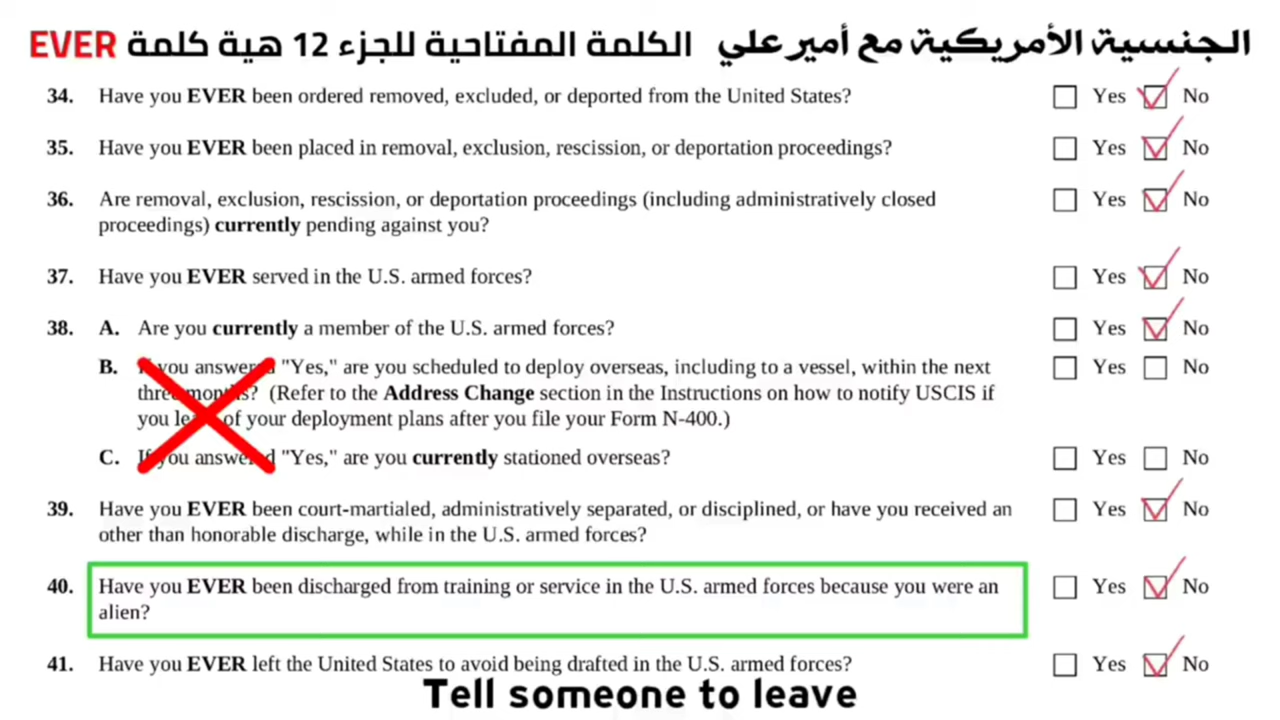 الجنسية الأمريكية مع أمير علي الكلمة المفتاحية للجزء 12 هية كلمة EVER
34. Have you EVER been ordered removed, excluded, or deported from the United States? Yes No
35. Have you EVER been placed in removal, exclusion, rescission, or deportation proceedings? Yes No
36. Are removal, exclusion, rescission, or deportation proceedings (including administratively closed Yes No
proceedings) currently pending against you?
37. Have you EVER served in the U.S. armed forces? Yes No
38. A. Are you currently a member of the U.S. armed forces? Yes No
B. If you answered "Yes," are you scheduled to deploy overseas, including to a vessel, within the next Yes No
three months? (Refer to the Address Change section in the Instructions on how to notify USCIS if
you learn of your deployment plans after you file your Form N-400.)
C. If you answered "Yes," are you currently stationed overseas? Yes No
39. Have you EVER been court-martialed, administratively separated, or disciplined, or have you received an Yes No
other than honorable discharge, while in the U.S. armed forces?
40. Have you EVER been discharged from training or service in the U.S. armed forces because you were an Yes No
alien?
41. Have you EVER left the United States to avoid being drafted in the U.S. armed forces? Yes No
Tell someone to leave